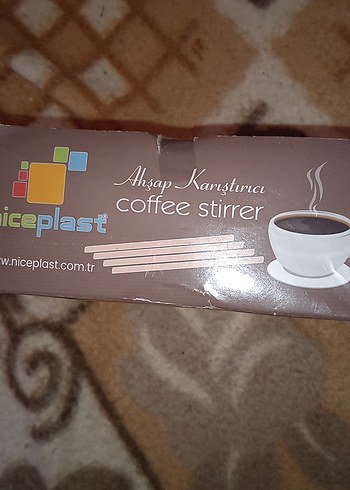 Ahşap Karıştırıcı
coffee stirrer
niceplast
www.niceplast.com.tr